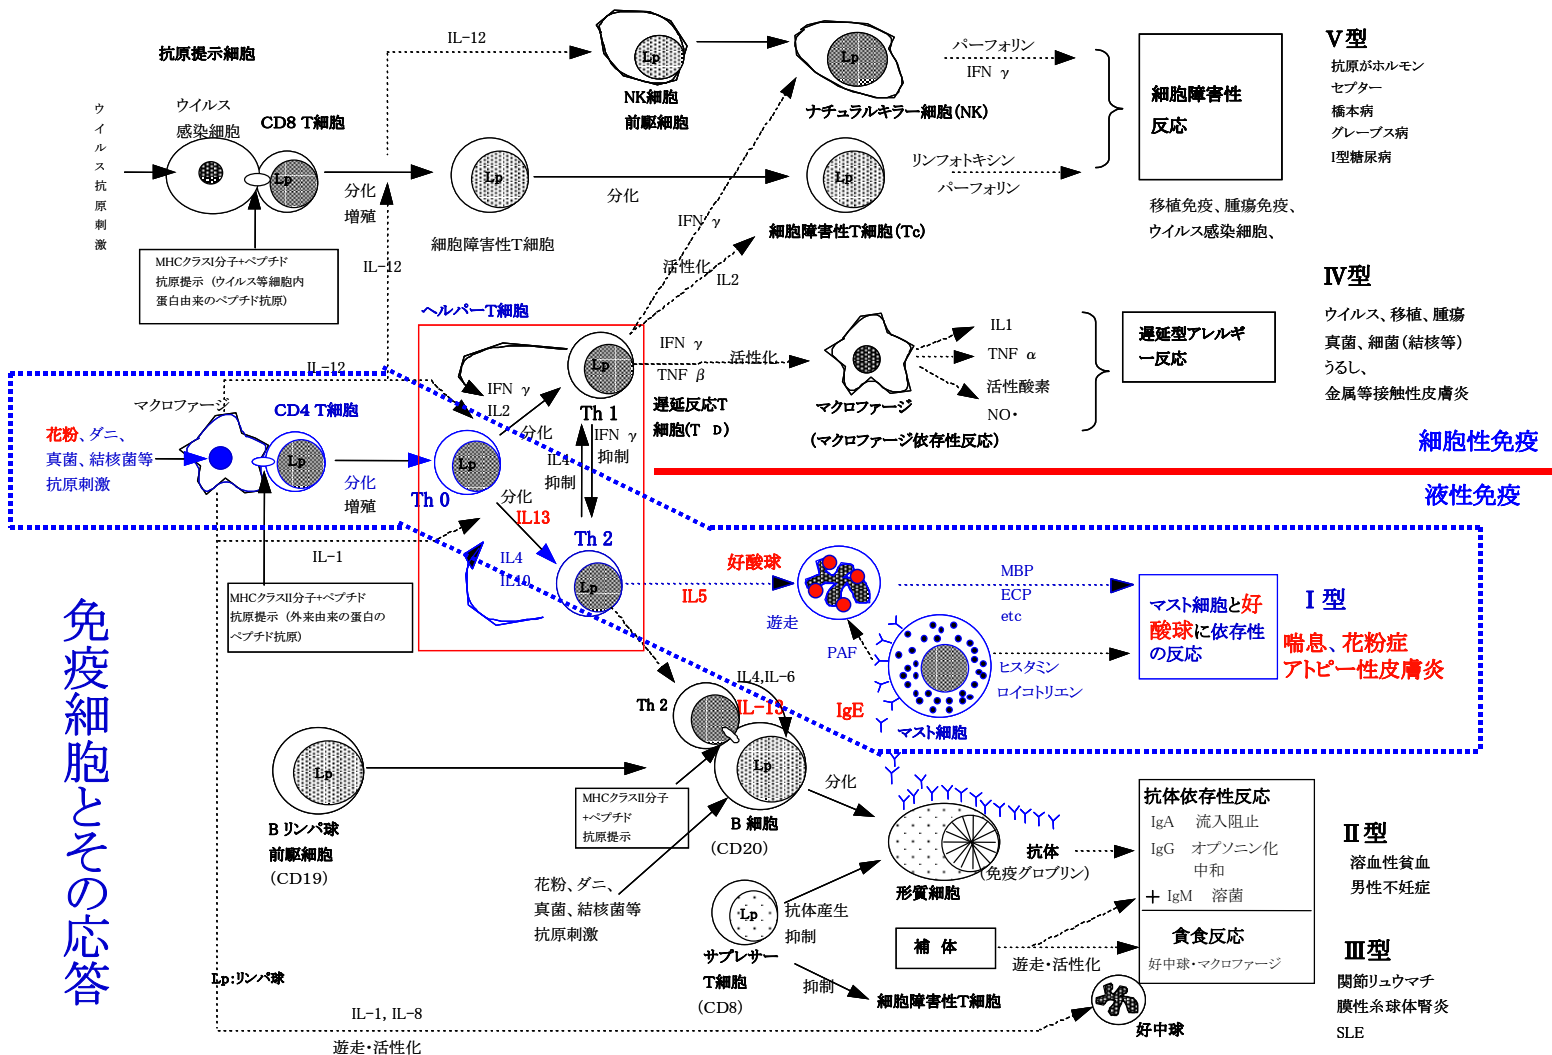 抗原提示細胞
ウイルス抗原刺激
ウイルス
感染細胞
CD8 T細胞
Lp
分化
増殖
MHCクラスI分子+ペプチド
抗原提示（ウイルス等細胞内
蛋白由来のペプチド抗原）
IL-12
IL-12
Lp
NK細胞
前駆細胞
Lp
ナチュラルキラー細胞(NK)
パーフォリン
IFN γ
細胞障害性
反応
Ⅴ型
抗原がホルモン
セプター
橋本病
グレーブス病
I型糖尿病
Lp
細胞障害性T細胞
分化
Lp
細胞障害性T細胞(Tc)
リンフォトキシン
パーフォリン
移植免疫、腫瘍免疫、
ウイルス感染細胞、
IFN γ
活性化
IL2
ヘルパーT細胞
Lp
Th 1
IFN γ
IL2
分化
IFN γ
TNF β
活性化
遅延反応T
細胞(T D)
マクロファージ
(マクロファージ依存性反応)
IL1
TNF α
活性酸素
NO・
遅延型アレルギ
ー反応
Ⅳ型
ウイルス、移植、腫瘍
真菌、細菌(結核等)
うるし、
金属等接触性皮膚炎
細胞性免疫
液性免疫
IL-12
マクロファージ
CD4 T細胞
花粉、ダニ、
真菌、結核菌等
抗原刺激
Lp
分化
増殖
Lp
Th 0
IFN γ
抑制
IL4
抑制
分化
IL13
Th 2
Lp
IL4
IL10
IL-1
MHCクラスII分子+ペプチド
抗原提示（外来由来の蛋白の
ペプチド抗原）
IL5
好酸球
遊走
PAF
MBP
ECP
etc
ヒスタミン
ロイコトリエン
マスト細胞
IgE
マスト細胞と好
酸球に依存性
の反応
Ⅰ型
喘息、花粉症
アトピー性皮膚炎
免疫細胞とその応答
Th 2
IL4,IL-6
IL-13
Lp
B リンパ球
前駆細胞
(CD19)
MHCクラスII分子
+ペプチド
抗原提示
Lp
B 細胞
(CD20)
分化
花粉、ダニ、
真菌、結核菌等
抗原刺激
形質細胞
抗体
(免疫グロブリン)
抗体依存性反応
IgA 流入阻止
IgG オプソニン化
中和
+ IgM 溶菌
貪食反応
好中球・マクロファージ
Ⅱ型
溶血性貧血
男性不妊症
Ⅲ型
関節リュウマチ
膜性糸球体腎炎
SLE
Lp
サプレサー
T細胞
(CD8)
抗体産生
抑制
抑制
細胞障害性T細胞
補 体
遊走・活性化
好中球
Lp:リンパ球
IL-1, IL-8
遊走・活性化